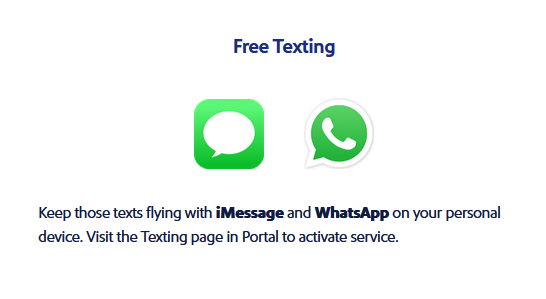 Free Texting
Keep those texts flying with iMessage and WhatsApp on your personal
device. Visit the Texting page in Portal to activate service.